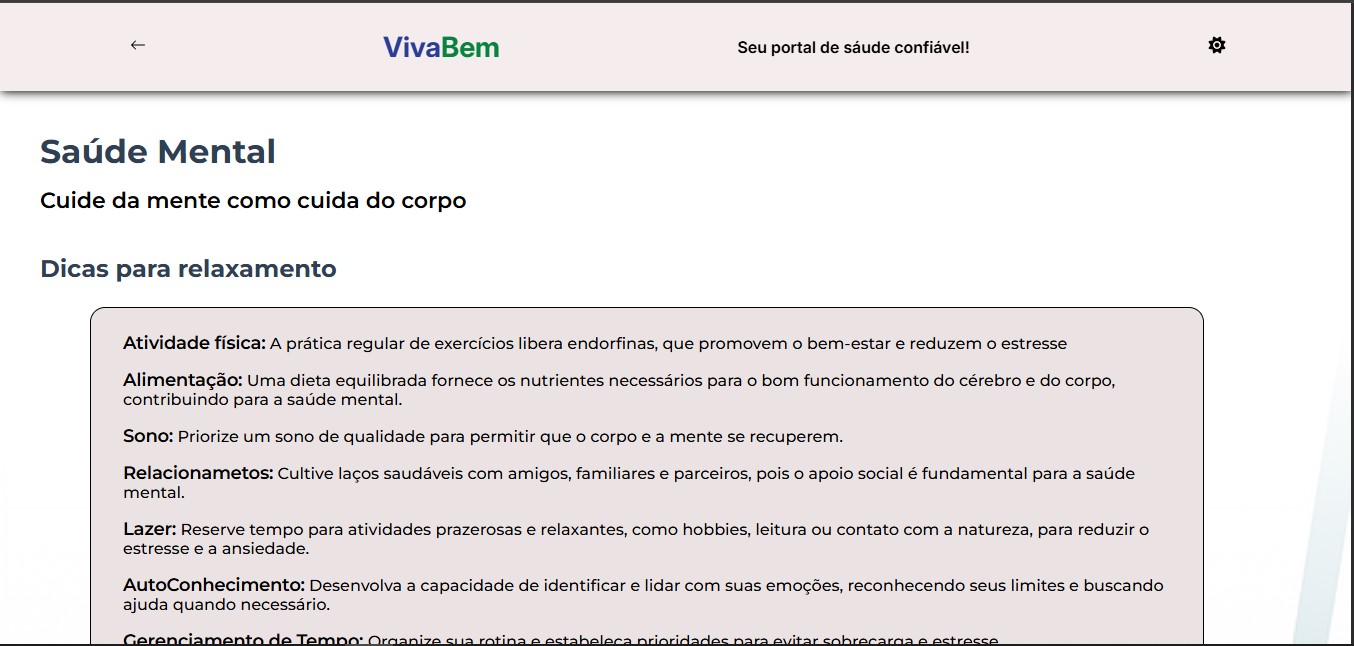 VivaBem
Seu portal de sáude confiável!
Saúde Mental
Cuide da mente como cuida do corpo
Dicas para relaxamento
Atividade física: A prática regular de exercícios libera endorfinas, que promovem o bem-estar e reduzem o estresse
Alimentação: Uma dieta equilibrada fornece os nutrientes necessários para o bom funcionamento do cérebro e do corpo,
contribuindo para a saúde mental.
Sono: Priorize um sono de qualidade para permitir que o corpo e a mente se recuperem.
Relacionametos: Cultive laços saudáveis com amigos, familiares e parceiros, pois o apoio social é fundamental para a saúde
mental.
Lazer: Reserve tempo para atividades prazerosas e relaxantes, como hobbies, leitura ou contato com a natureza, para reduzir o
estresse e a ansiedade.
AutoConhecimento: Desenvolva a capacidade de identificar e lidar com suas emoções, reconhecendo seus limites e buscando
ajuda quando necessário.
Gerenciamento de Tempo: Organize sua rotina e estabeleça prioridades para evitar sobrecarga e estresse